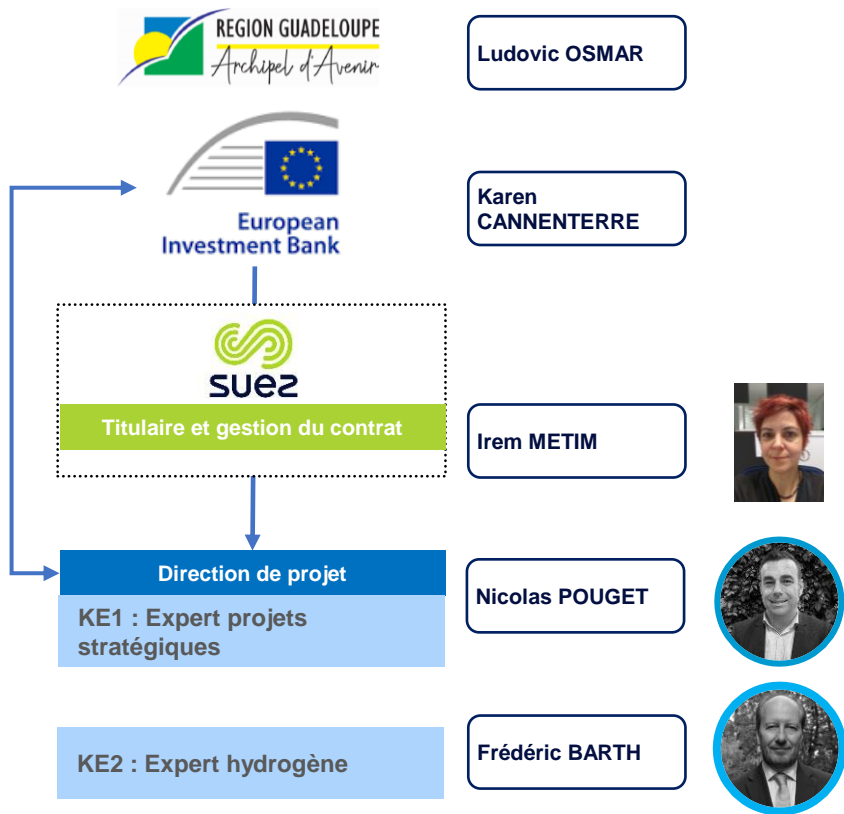 REGION GUADELOUPE
Archipel d'Avenir
Ludovic OSMAR
European
Investment Bank
Karen
CANNENTERRE
suez
Titulaire et gestion du contrat
Irem METIM
Direction de projet
KE1 : Expert projets
stratégiques
Nicolas POUGET
KE2 : Expert hydrogène
Frédéric BARTH